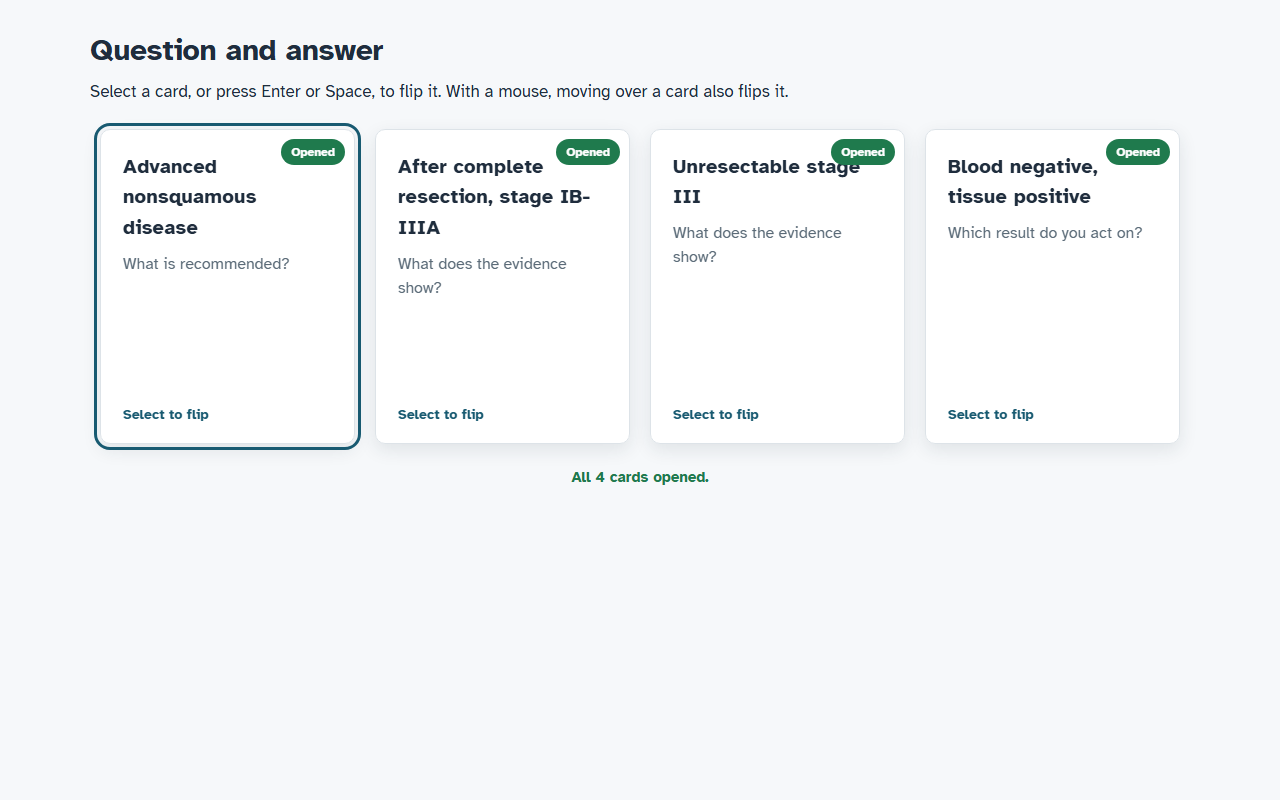 Question and answer
Select a card, or press Enter or Space, to flip it. With a mouse, moving over a card also flips it.
Opened
Advanced
nonsquamous
disease
What is recommended?
Select to flip
Opened
After complete
resection, stage IB-
IIIA
What does the evidence
show?
Select to flip
Opened
Unresectable stage
III
What does the evidence
show?
Select to flip
Opened
Blood negative,
tissue positive
Which result do you act on?
Select to flip
All 4 cards opened.